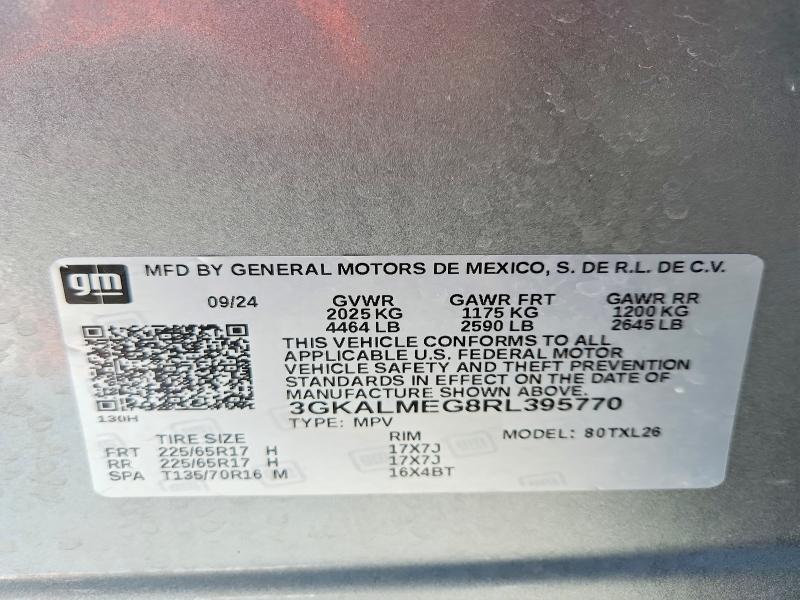 gm MFD BY GENERAL MOTORS DE MEXICO, S. DE R.L. DE C.V.
09/24 GVWR GAWR FRT GAWR RR
2025 KG 1175 KG 1200 KG
4464 LB 2590 LB 2645 LB
THIS VEHICLE CONFORMS TO ALL
APPLICABLE U.S. FEDERAL MOTOR
VEHICLE SAFETY AND THEFT PREVENTION
STANDARDS IN EFFECT ON THE DATE OF
MANUFACTURE SHOWN ABOVE.
3GKALMEG8RL395770
130H
TYPE: MPV
TIRE SIZE RIM MODEL: 80TXL26
FRT 225/65R17 H 17X7J
RR 225/65R17 H 17X7J
SPA T135/70R16 M 16X4BT